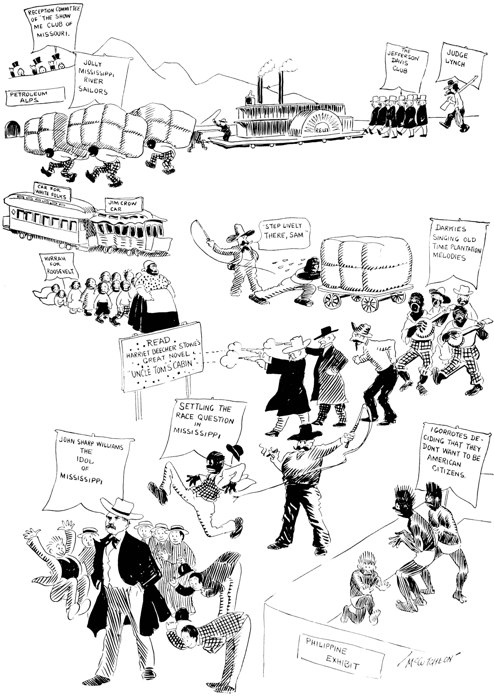 RECEPTION COMMITTEE
OF THE SHOW
ME CLUB OF
MISSOURI.
JOLLY
MISSISSIPPI
RIVER
SAILORS
PETROLEUM
ALPS
THE
JEFFERSON
DAVIS
CLUB
JUDGE
LYNCH
CAR FOR
WHITE FOLKS
JIM CROW
CAR
HURRAH
FOR
ROOSEVELT
"STEP LIVELY
THERE, SAM"
DARKIES
SINGING OLD
TIME PLANTATION
MELODIES
READ
HARRIET BEECHER STOWE'S
GREAT NOVEL
"UNCLE TOM'S CABIN"
SETTLING THE
RACE QUESTION
IN
MISSISSIPPI
JOHN SHARP WILLIAMS
THE
IDOL
OF
MISSISSIPPI
IGORROTES DE-
CIDING THAT THEY
DONT WANT TO BE
AMERICAN
CITIZENS.
PHILIPPINE
EXHIBIT
McCUTCHEON